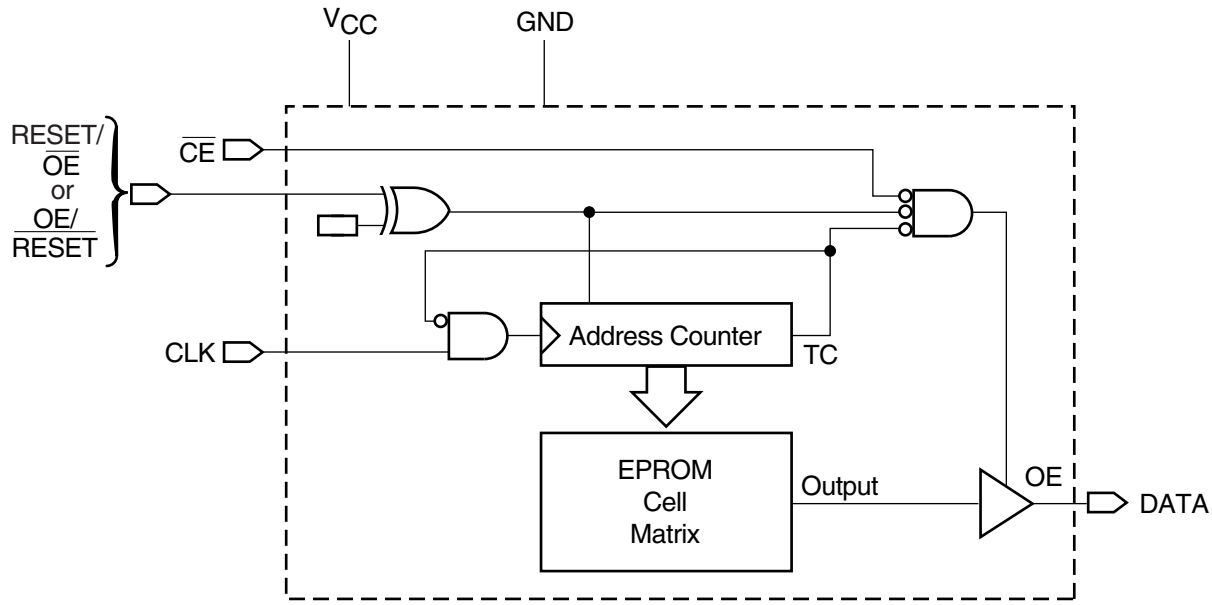 VCC
GND
RESET/
OE
or
OE/
RESET
CE
CLK
Address Counter
TC
EPROM
Cell
Matrix
Output
OE
DATA